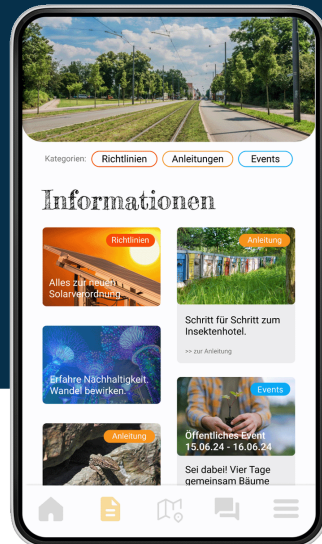 Kategorien: Richtlinien Anleitungen Events
Informationen
Richtlinien
Alles zur neuen
Solarverordnung.
Anleitung
Schritt für Schritt zum
Insektenhotel.
>> zur Anleitung
Erfahre Nachhaltigkeit.
Wandel bewirken.
Events
Öffentliches Event
15.06.24 - 16.06.24
Sei dabei! Vier Tage
gemeinsam Bäume
Anleitung